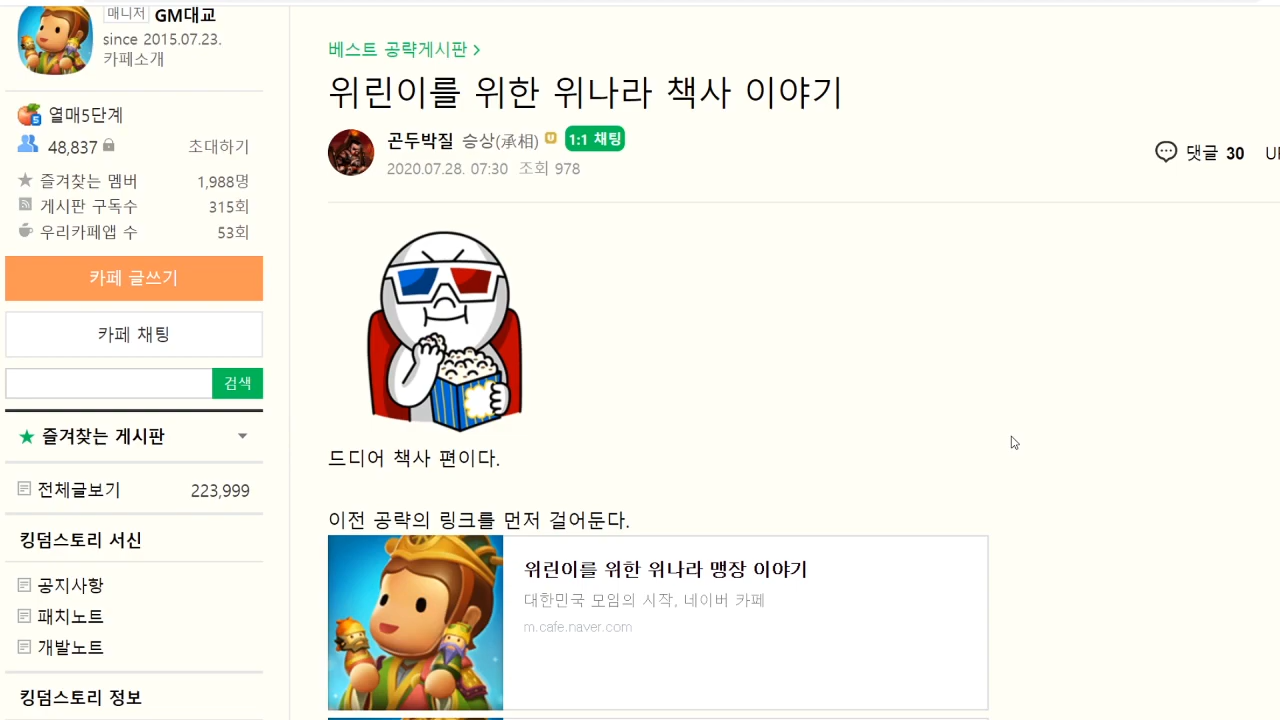 매니저 GM대교
since 2015.07.23.
카페소개
열매5단계
48,837 초대하기
즐겨찾는 멤버 1,988명
게시판 구독수 315회
우리카페앱 수 53회
카페 글쓰기
카페 채팅
검색
즐겨찾는 게시판
전체글보기 223,999
킹덤스토리 서신
공지사항
패치노트
개발노트
킹덤스토리 정보
베스트 공략게시판 >
위린이를 위한 위나라 책사 이야기
곤두박질 승상(承相) 1:1 채팅
2020.07.28. 07:30 조회 978
댓글 30
드디어 책사 편이다.
이전 공략의 링크를 먼저 걸어둔다.
위린이를 위한 위나라 맹장 이야기
대한민국 모임의 시작, 네이버 카페
m.cafe.naver.com